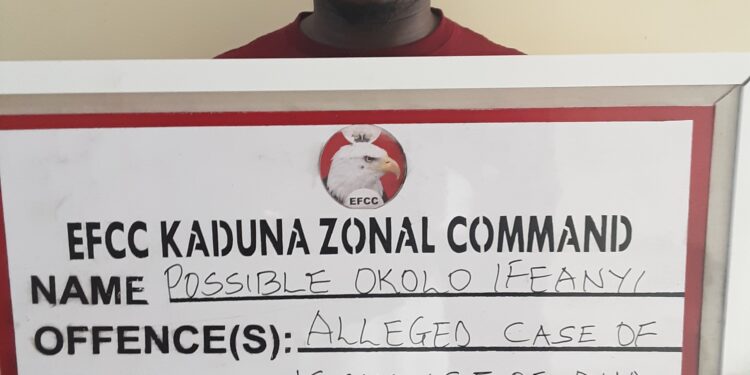 EFCC
EFCC KADUNA ZONAL COMMAND
NAME POSSIBLE OKOLO IFEANYI
OFFENCE(S): ALLEGED CASE OF